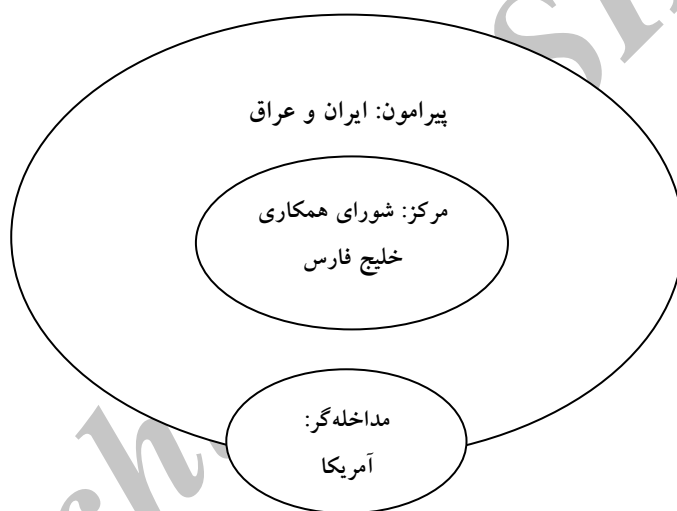 پیرامون: ایران و عراق
مرکز: شورای همکاری
خلیج فارس
مداخله‌گر:
آمریکا